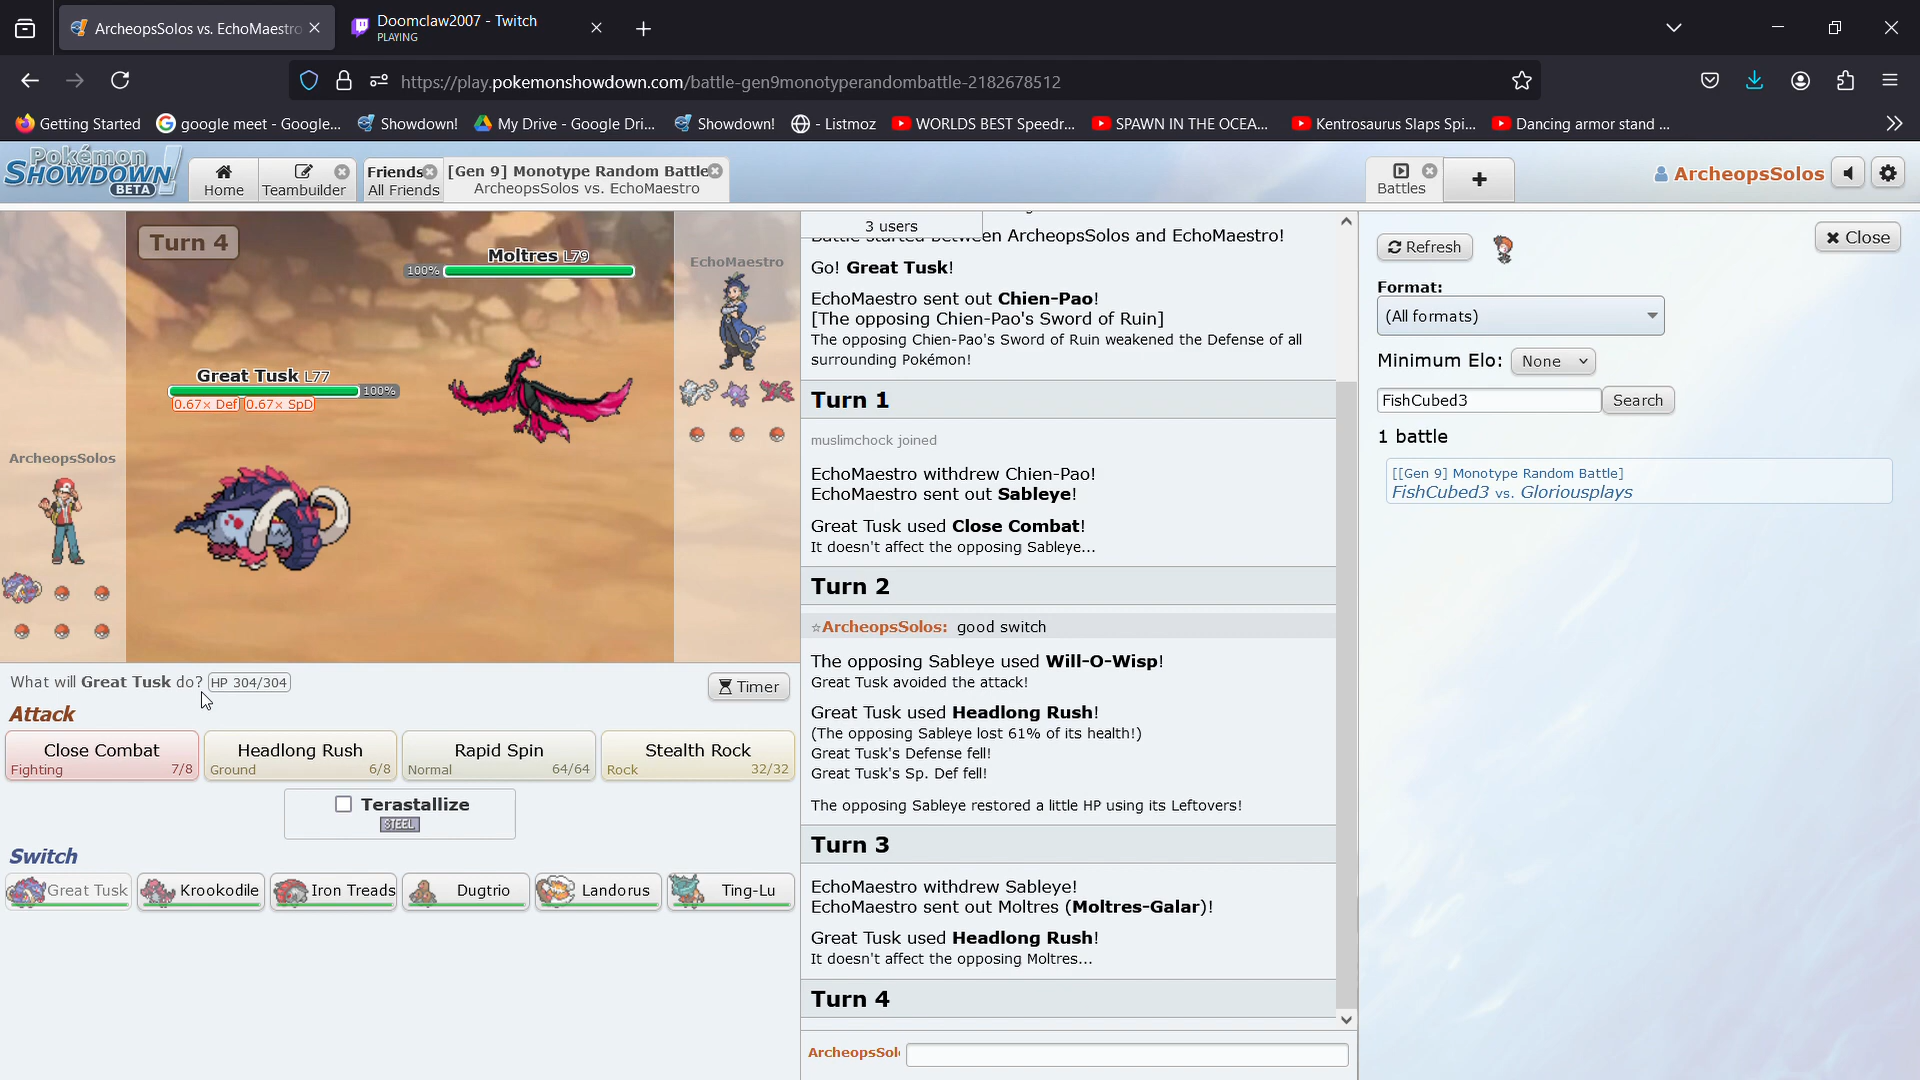 ArcheopsSolos vs. EchoMaestro
Doomclaw2007 - Twitch
PLAYING
https://play.pokemonshowdown.com/battle-gen9monotyperandombattle-2182678512
Getting Started
google meet - Google...
Showdown!
My Drive - Google Dri...
Showdown!
- Listmoz
WORLDS BEST Speedr...
SPAWN IN THE OCEA...
Kentrosaurus Slaps Spi...
Dancing armor stand ...
Pokémon
SHOWDOWN!
BETA
Home
Teambuilder
Friends
All Friends
[Gen 9] Monotype Random Battle
ArcheopsSolos vs. EchoMaestro
Battles
ArcheopsSolos
Turn 4
Moltres L79
100%
EchoMaestro
Great Tusk L77
100%
0.67× Def 0.67× SpD
ArcheopsSolos
What will Great Tusk do? HP 304/304
Timer
Attack
Close Combat
Fighting 7/8
Headlong Rush
Ground 6/8
Rapid Spin
Normal 64/64
Stealth Rock
Rock 32/32
Terastallize
STEEL
Switch
Great Tusk
Krookodile
Iron Treads
Dugtrio
Landorus
Ting-Lu
3 users
Battle started between ArcheopsSolos and EchoMaestro!
Go! Great Tusk!
EchoMaestro sent out Chien-Pao!
[The opposing Chien-Pao's Sword of Ruin]
The opposing Chien-Pao's Sword of Ruin weakened the Defense of all
surrounding Pokémon!
Turn 1
muslimchock joined
EchoMaestro withdrew Chien-Pao!
EchoMaestro sent out Sableye!
Great Tusk used Close Combat!
It doesn't affect the opposing Sableye...
Turn 2
☆ArcheopsSolos: good switch
The opposing Sableye used Will-O-Wisp!
Great Tusk avoided the attack!
Great Tusk used Headlong Rush!
(The opposing Sableye lost 61% of its health!)
Great Tusk's Defense fell!
Great Tusk's Sp. Def fell!
The opposing Sableye restored a little HP using its Leftovers!
Turn 3
EchoMaestro withdrew Sableye!
EchoMaestro sent out Moltres (Moltres-Galar)!
Great Tusk used Headlong Rush!
It doesn't affect the opposing Moltres...
Turn 4
ArcheopsSol
Refresh
Close
Format:
(All formats)
Minimum Elo: None
FishCubed3
Search
1 battle
[[Gen 9] Monotype Random Battle]
FishCubed3 vs. Gloriousplays